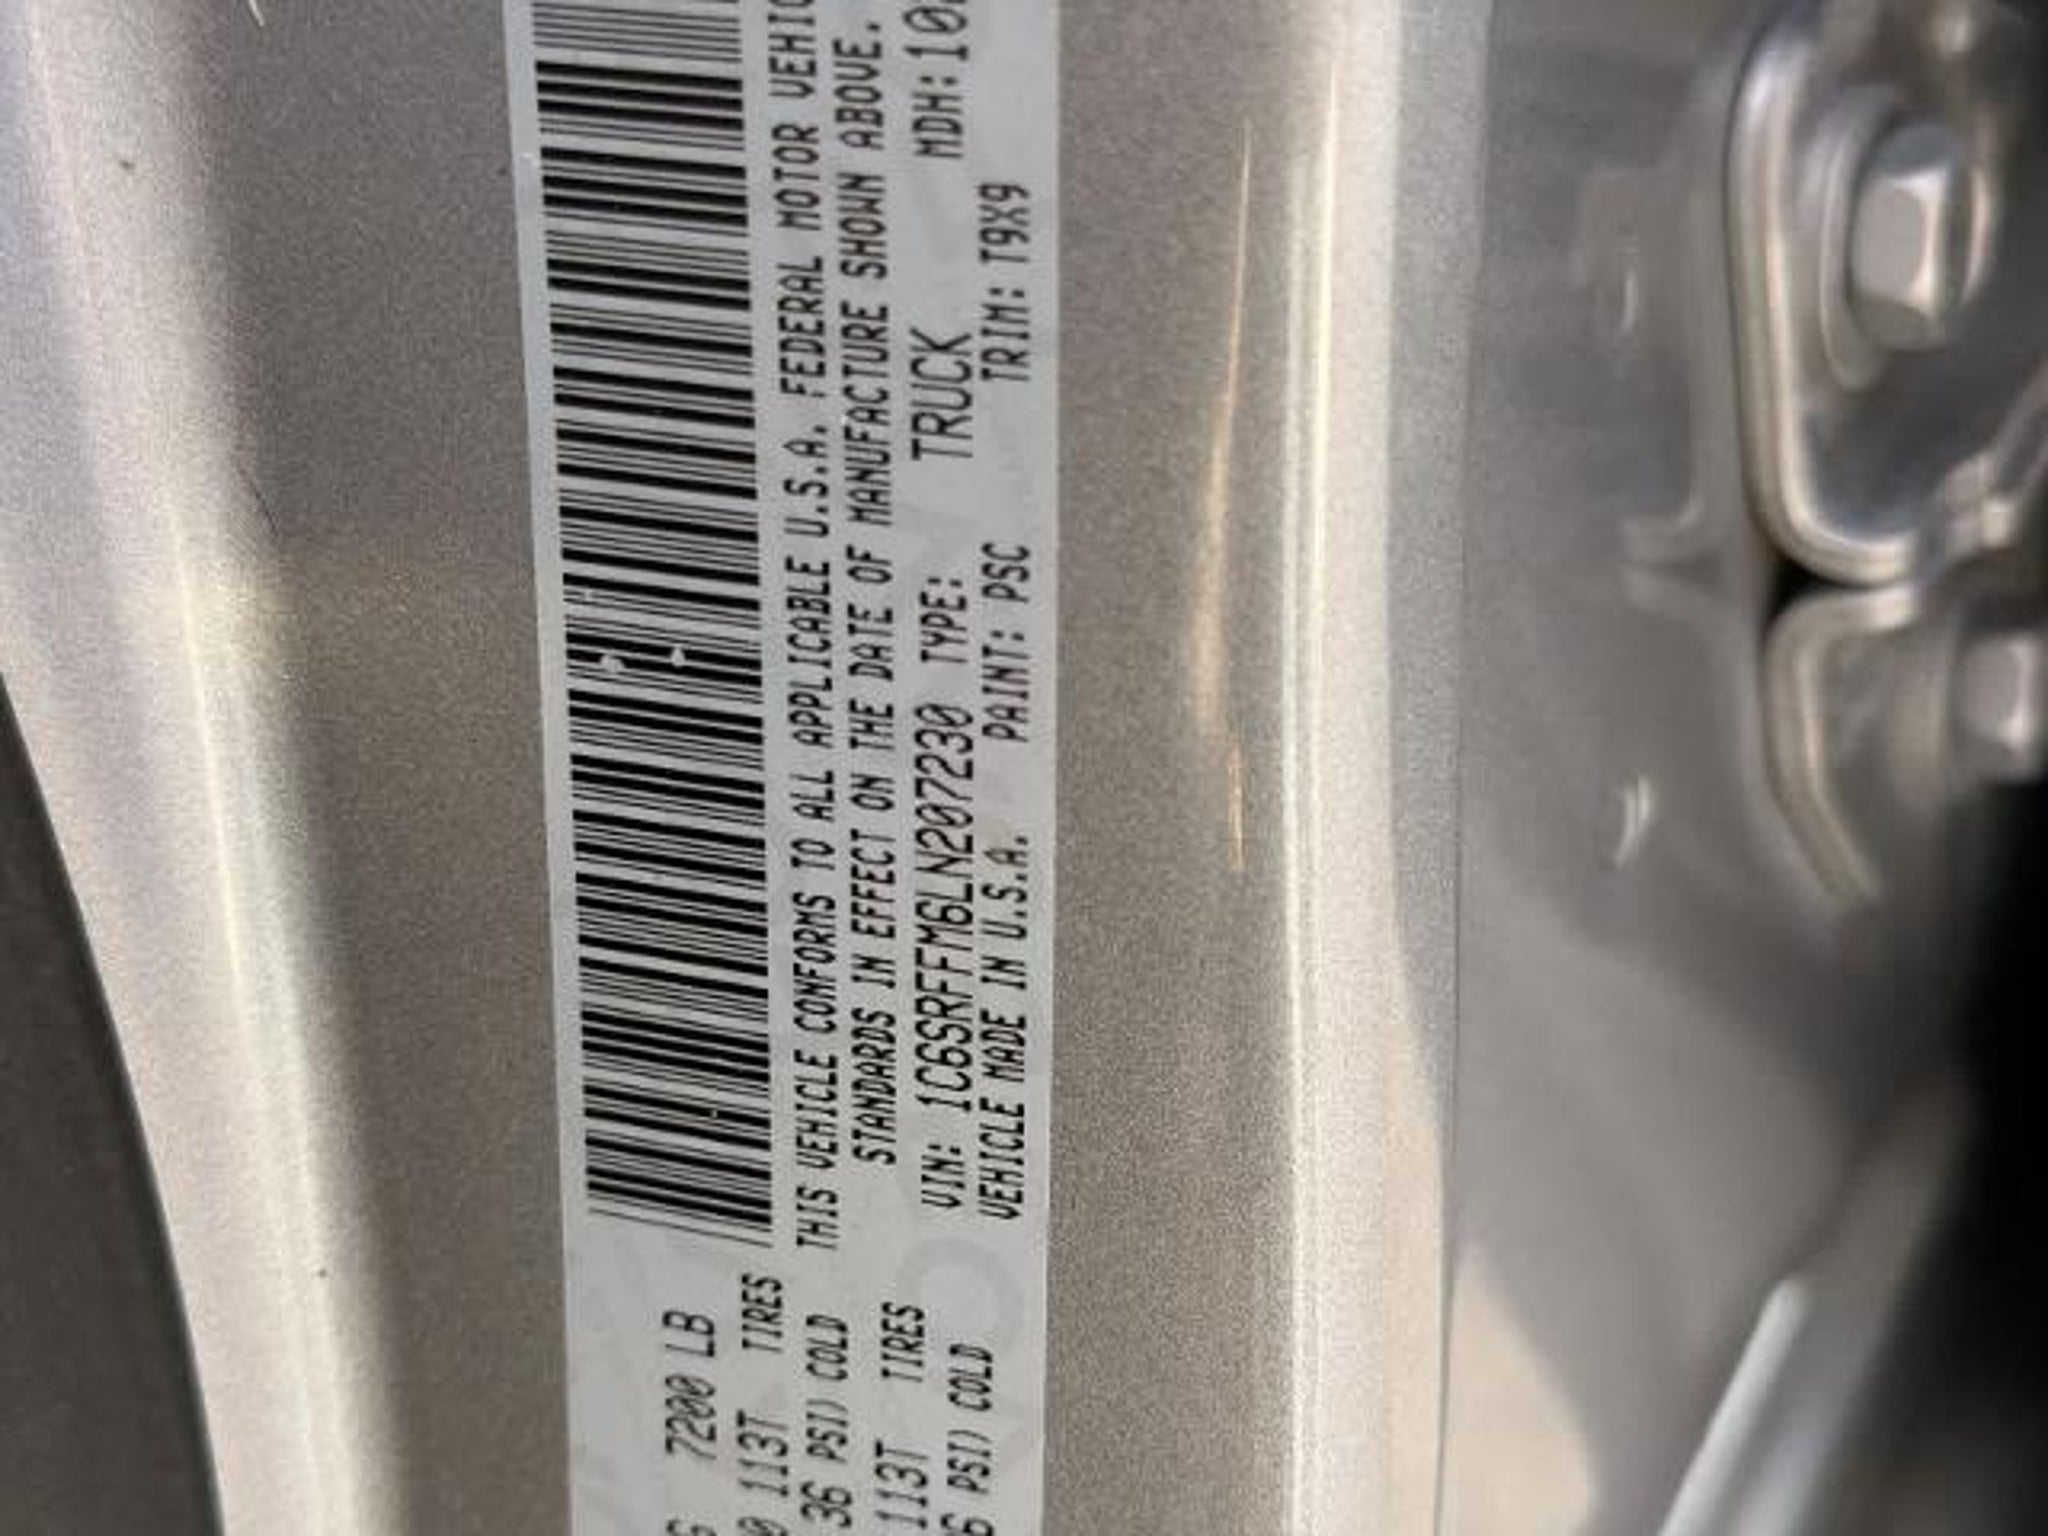 7200 LB
113T TIRES
36 PSI) COLD
113T TIRES
PSI) COLD
THIS VEHICLE CONFORMS TO ALL APPLICABLE U.S.A. FEDERAL MOTOR VEHIC
STANDARDS IN EFFECT ON THE DATE OF MANUFACTURE SHOWN ABOVE.
VIN: 1C6SRFFM6LN207230 TYPE: TRUCK MDH: 10
VEHICLE MADE IN U.S.A. PAINT: PSC TRIM: T9X9